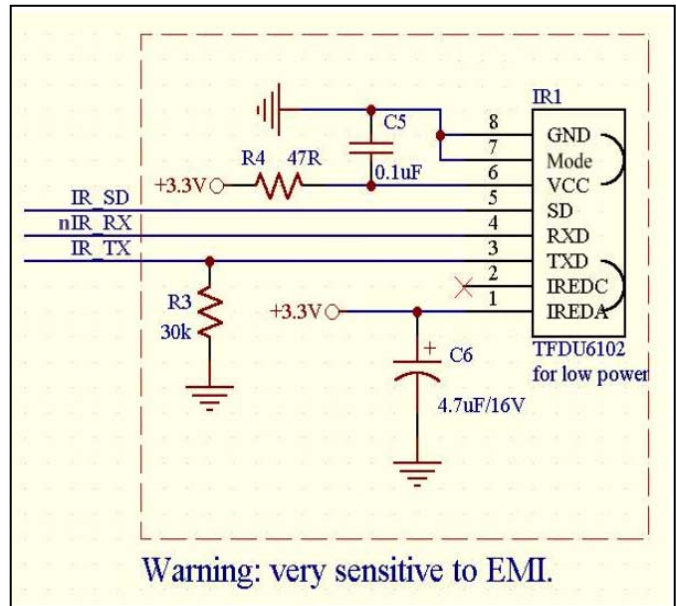 IR1
8 GND
C5
7 Mode
R4 47R
0.1uF
6 VCC
+3.3V
IR_SD
5 SD
nIR_RX
4 RXD
IR_TX
3 TXD
2 IREDC
1 IREDA
R3
30k
+3.3V
+
C6
4.7uF/16V
TFDU6102
for low power
Warning: very sensitive to EMI.